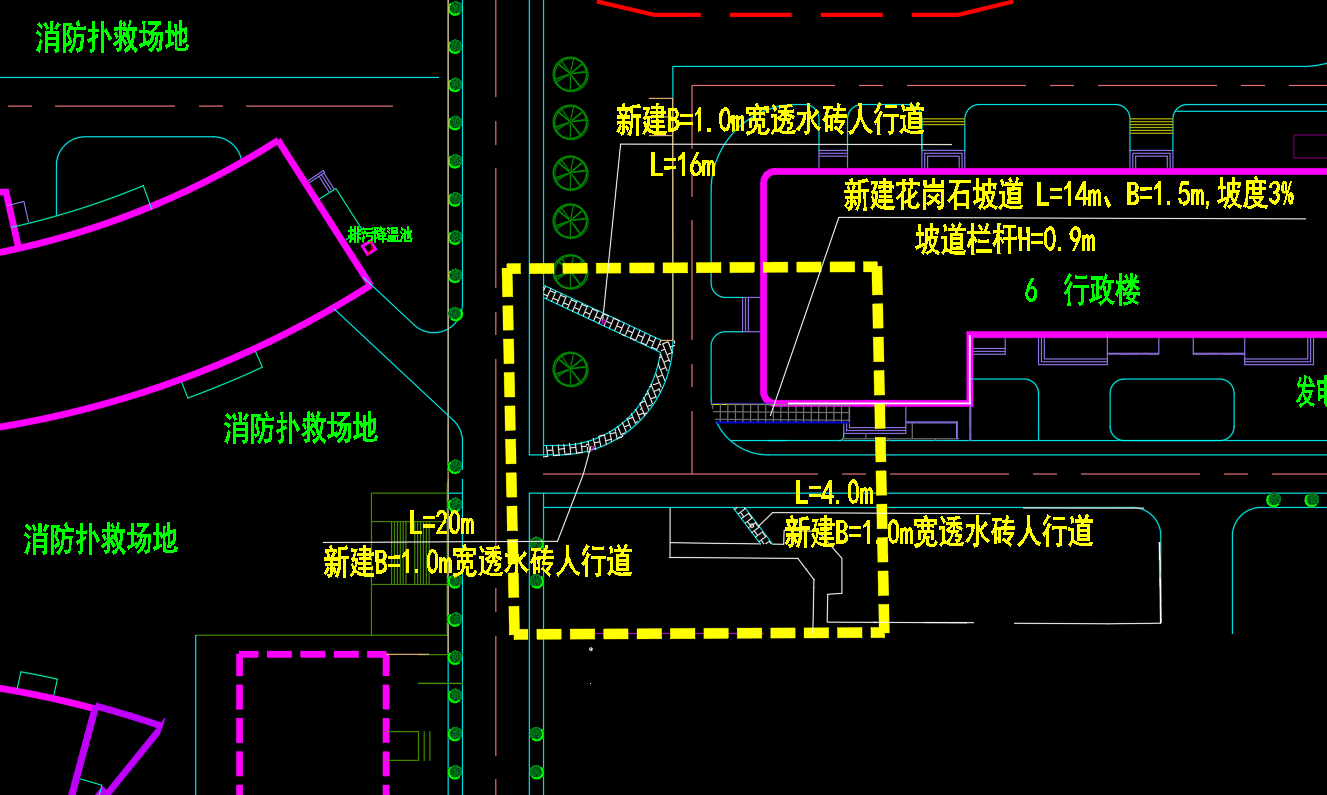 消防扑救场地
新建B=1.0m宽透水砖人行道
L=16m
新建花岗石坡道 L=14m、B=1.5m,坡度3%
坡道栏杆H=0.9m
排污降温池
6 行政楼
发电
消防扑救场地
L=4.0m
新建B=1.0m宽透水砖人行道
L=20m
新建B=1.0m宽透水砖人行道
消防扑救场地